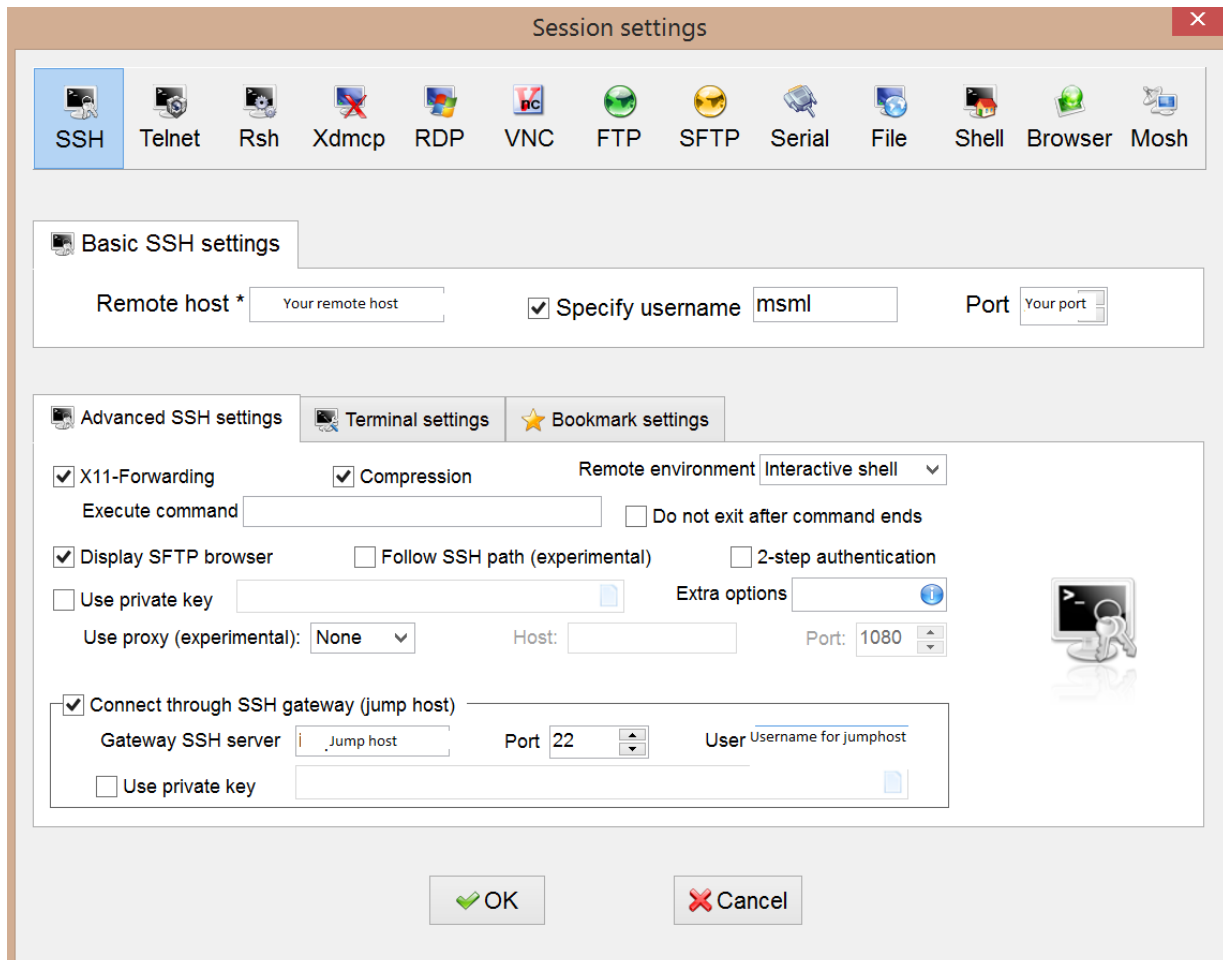 Session settings
SSH Telnet Rsh Xdmcp RDP VNC FTP SFTP Serial File Shell Browser Mosh
Basic SSH settings
Remote host * Your remote host Specify username msml Port Your port
Advanced SSH settings Terminal settings Bookmark settings
X11-Forwarding Compression Remote environment Interactive shell
Execute command Do not exit after command ends
Display SFTP browser Follow SSH path (experimental) 2-step authentication
Use private key Extra options
Use proxy (experimental): None Host: Port: 1080
Connect through SSH gateway (jump host)
Gateway SSH server Jump host Port 22 User Username for jumphost
Use private key
OK Cancel